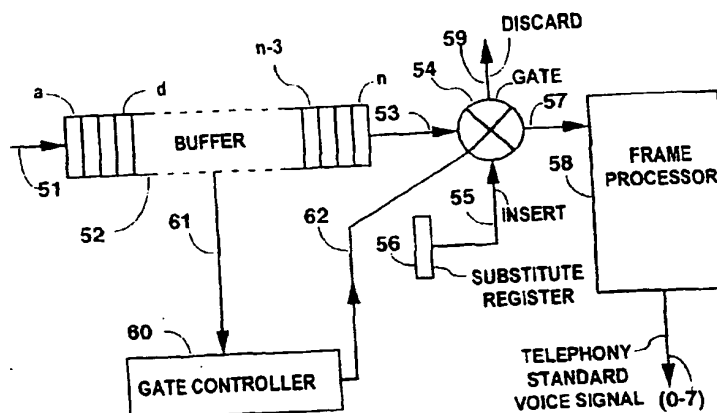 59
DISCARD
n-3
54
GATE
a
d
n
53
57
BUFFER
51
52
61
62
55
INSERT
56
SUBSTITUTE
REGISTER
58
FRAME
PROCESSOR
60
GATE CONTROLLER
TELEPHONY
STANDARD
VOICE SIGNAL (0-7)